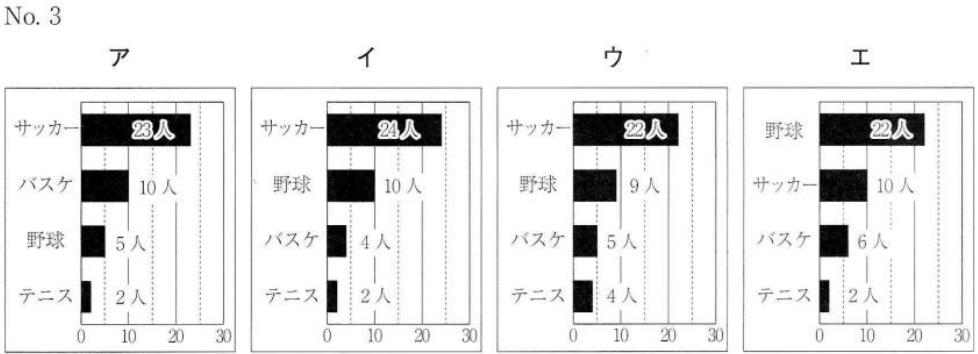 No. 3
ア
サッカー 23人
バスケ 10人
野球 5人
テニス 2人
0 10 20 30
イ
サッカー 24人
野球 10人
バスケ 4人
テニス 2人
0 10 20 30
ウ
サッカー 22人
野球 9人
バスケ 5人
テニス 4人
0 10 20 30
エ
野球 22人
サッカー 10人
バスケ 6人
テニス 2人
0 10 20 30